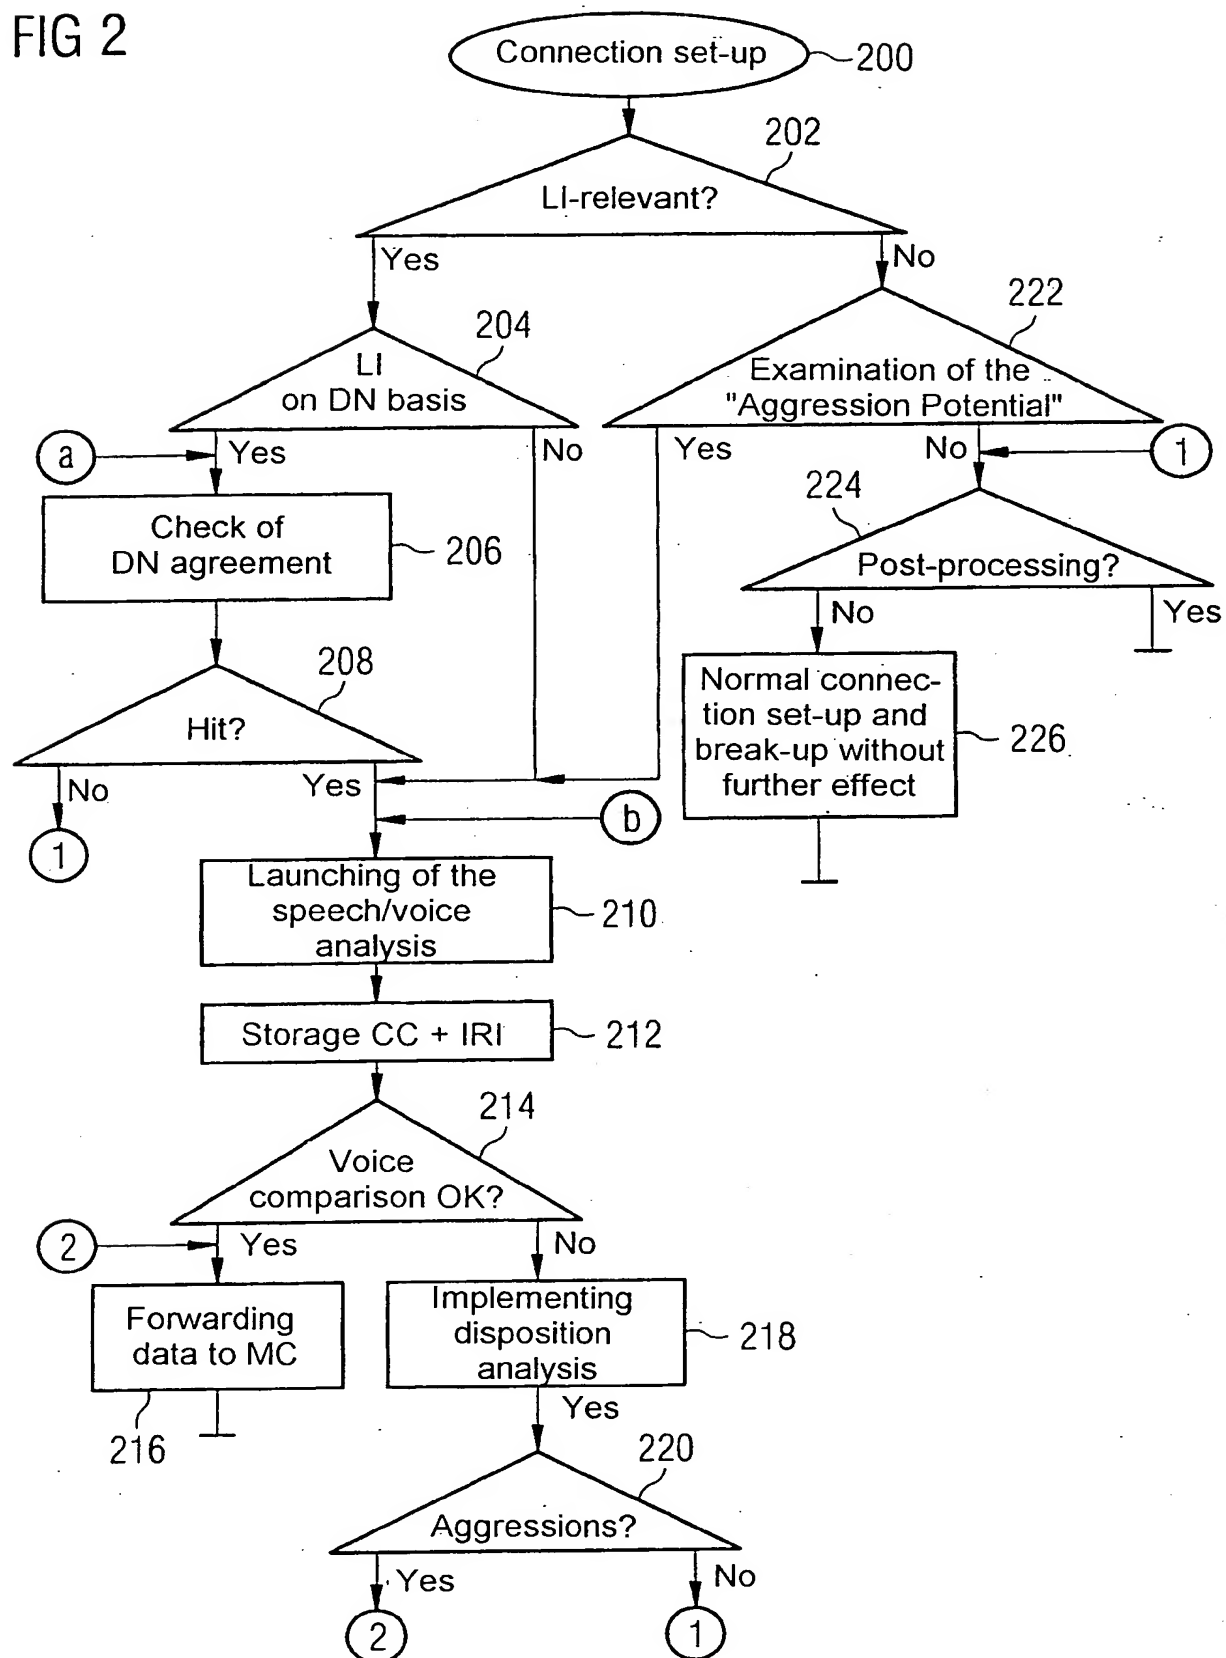 FIG 2
Connection set-up
200
202
LI-relevant?
Yes
No
204
LI
on DN basis
222
Examination of the
"Aggression Potential"
a
Yes
No
Yes
No
1
Check of
DN agreement
206
224
Post-processing?
No
Yes
208
Hit?
No
Yes
1
b
Normal connec-
tion set-up and
break-up without
further effect
226
Launching of the
speech/voice
analysis
210
Storage CC + IRI
212
214
Voice
comparison OK?
2
Yes
No
Forwarding
data to MC
216
Implementing
disposition
analysis
218
Yes
220
Aggressions?
Yes
No
2
1